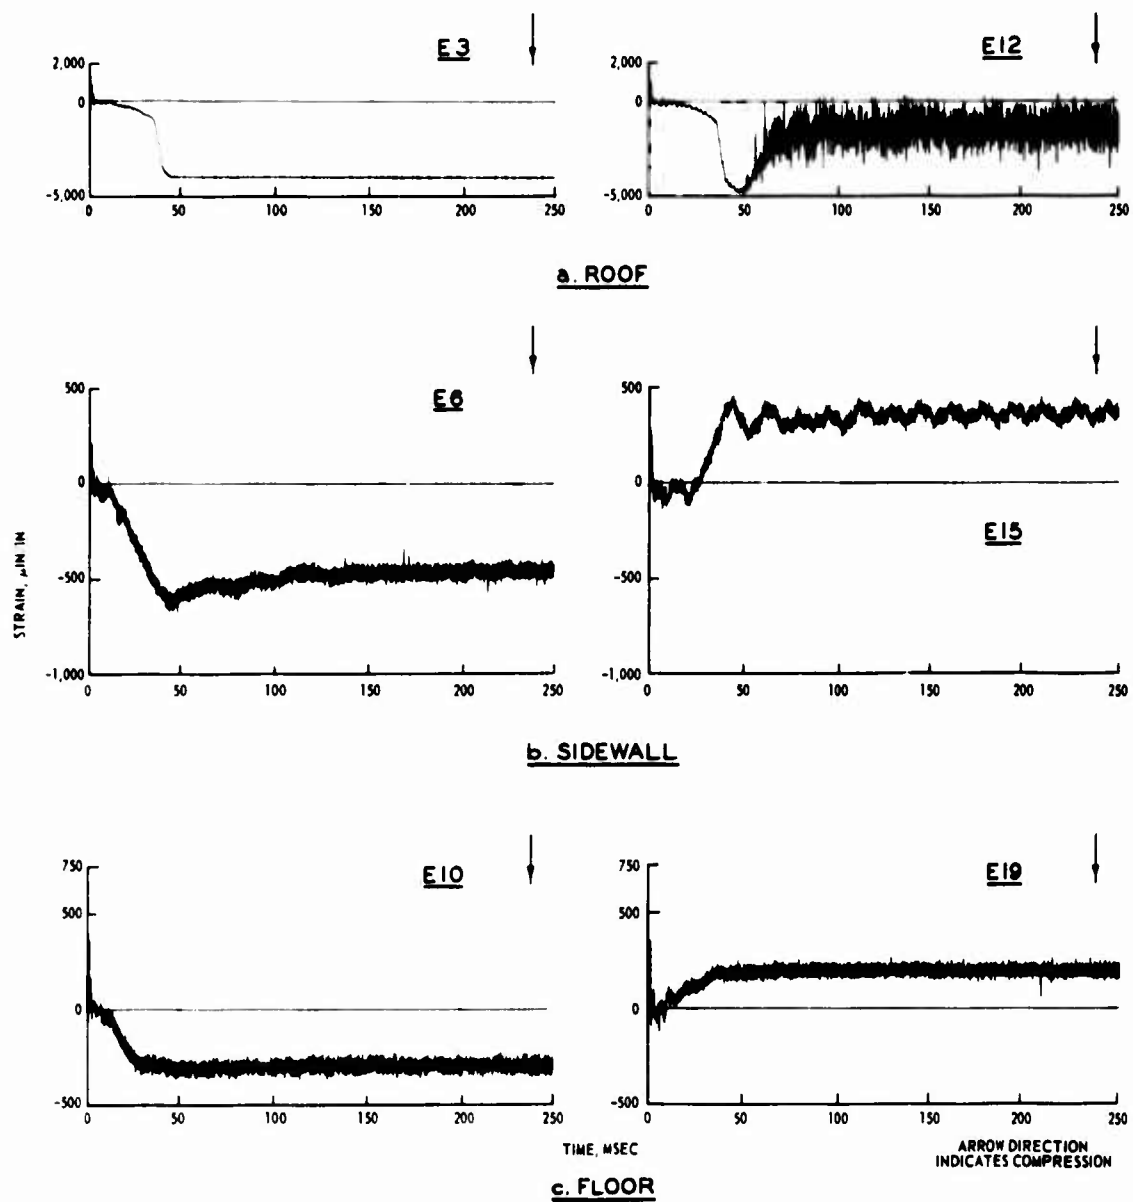 E3
E12
2,000
0
-5,000
0 50 100 150 200 250
2,000
0
-5,000
0 50 100 150 200 250
a. ROOF
STRAIN, µIN/IN
E6
500
0
-500
-1,000
0 50 100 150 200 250
E15
500
0
-500
-1,000
0 50 100 150 200 250
b. SIDEWALL
E10
750
500
0
-500
0 50 100 150 200 250
E19
750
500
0
-500
0 50 100 150 200 250
TIME, MSEC
ARROW DIRECTION
INDICATES COMPRESSION
c. FLOOR